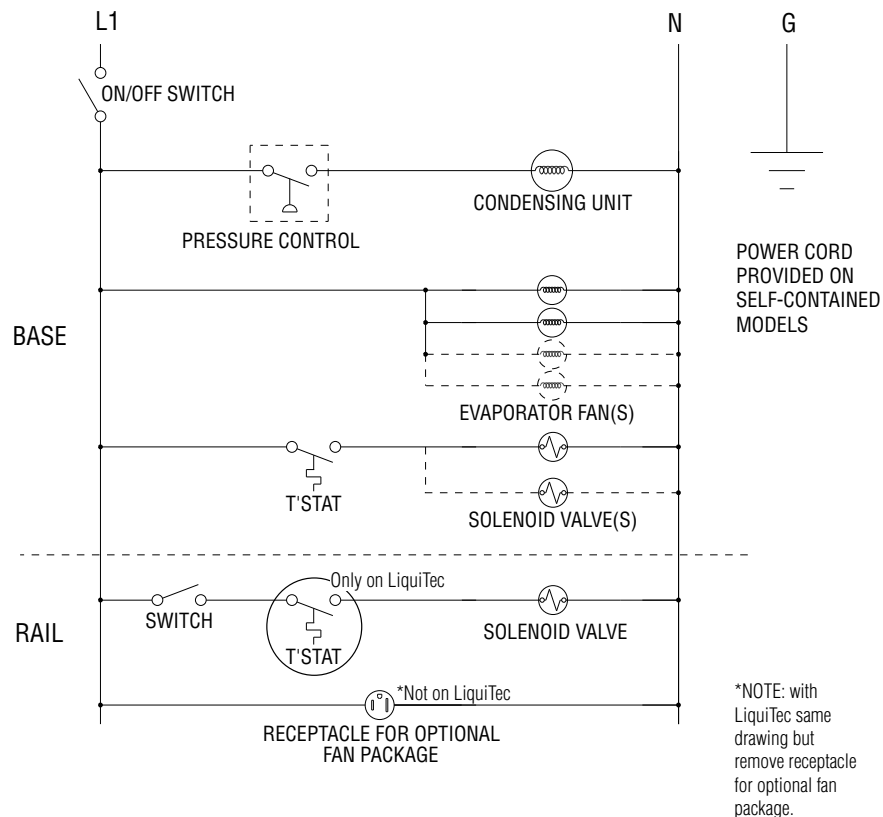 L1
N
G
ON/OFF SWITCH
CONDENSING UNIT
PRESSURE CONTROL
POWER CORD
PROVIDED ON
SELF-CONTAINED
MODELS
BASE
EVAPORATOR FAN(S)
T'STAT
SOLENOID VALVE(S)
Only on LiquiTec
RAIL
SWITCH
T'STAT
SOLENOID VALVE
*Not on LiquiTec
RECEPTACLE FOR OPTIONAL
FAN PACKAGE
*NOTE: with
LiquiTec same
drawing but
remove receptacle
for optional fan
package.